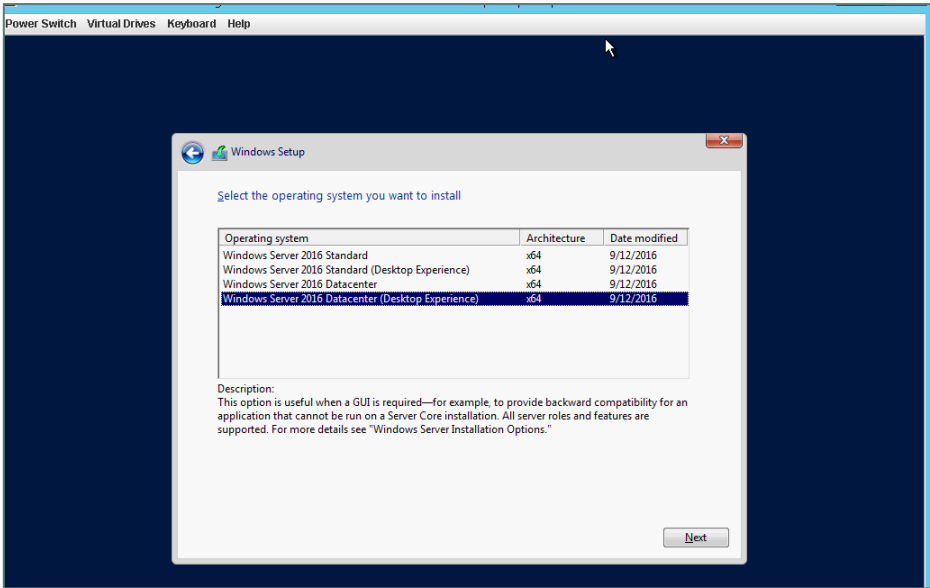 Power Switch Virtual Drives Keyboard Help
Windows Setup
Select the operating system you want to install
Operating system Architecture Date modified
Windows Server 2016 Standard x64 9/12/2016
Windows Server 2016 Standard (Desktop Experience) x64 9/12/2016
Windows Server 2016 Datacenter x64 9/12/2016
Windows Server 2016 Datacenter (Desktop Experience) x64 9/12/2016
Description:
This option is useful when a GUI is required—for example, to provide backward compatibility for an
application that cannot be run on a Server Core installation. All server roles and features are
supported. For more details see "Windows Server Installation Options."
Next